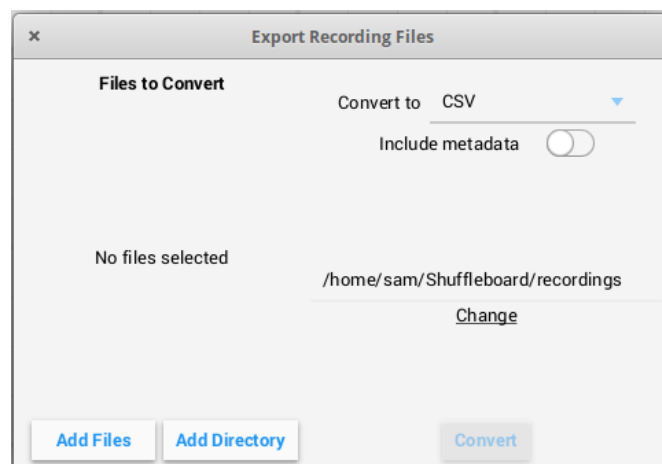 Export Recording Files
Files to Convert
Convert to CSV
Include metadata
No files selected
/home/sam/Shuffleboard/recordings
Change
Add Files Add Directory Convert